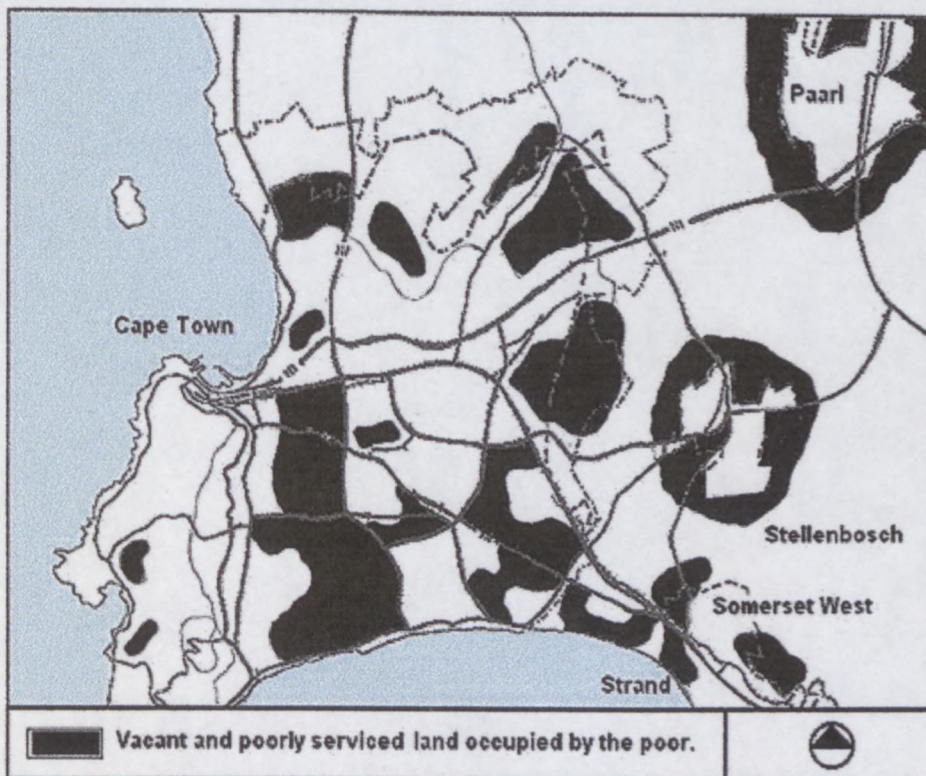 Paarl
Cape Town
Stellenbosch
Somerset West
Strand
Vacant and poorly serviced land occupied by the poor.